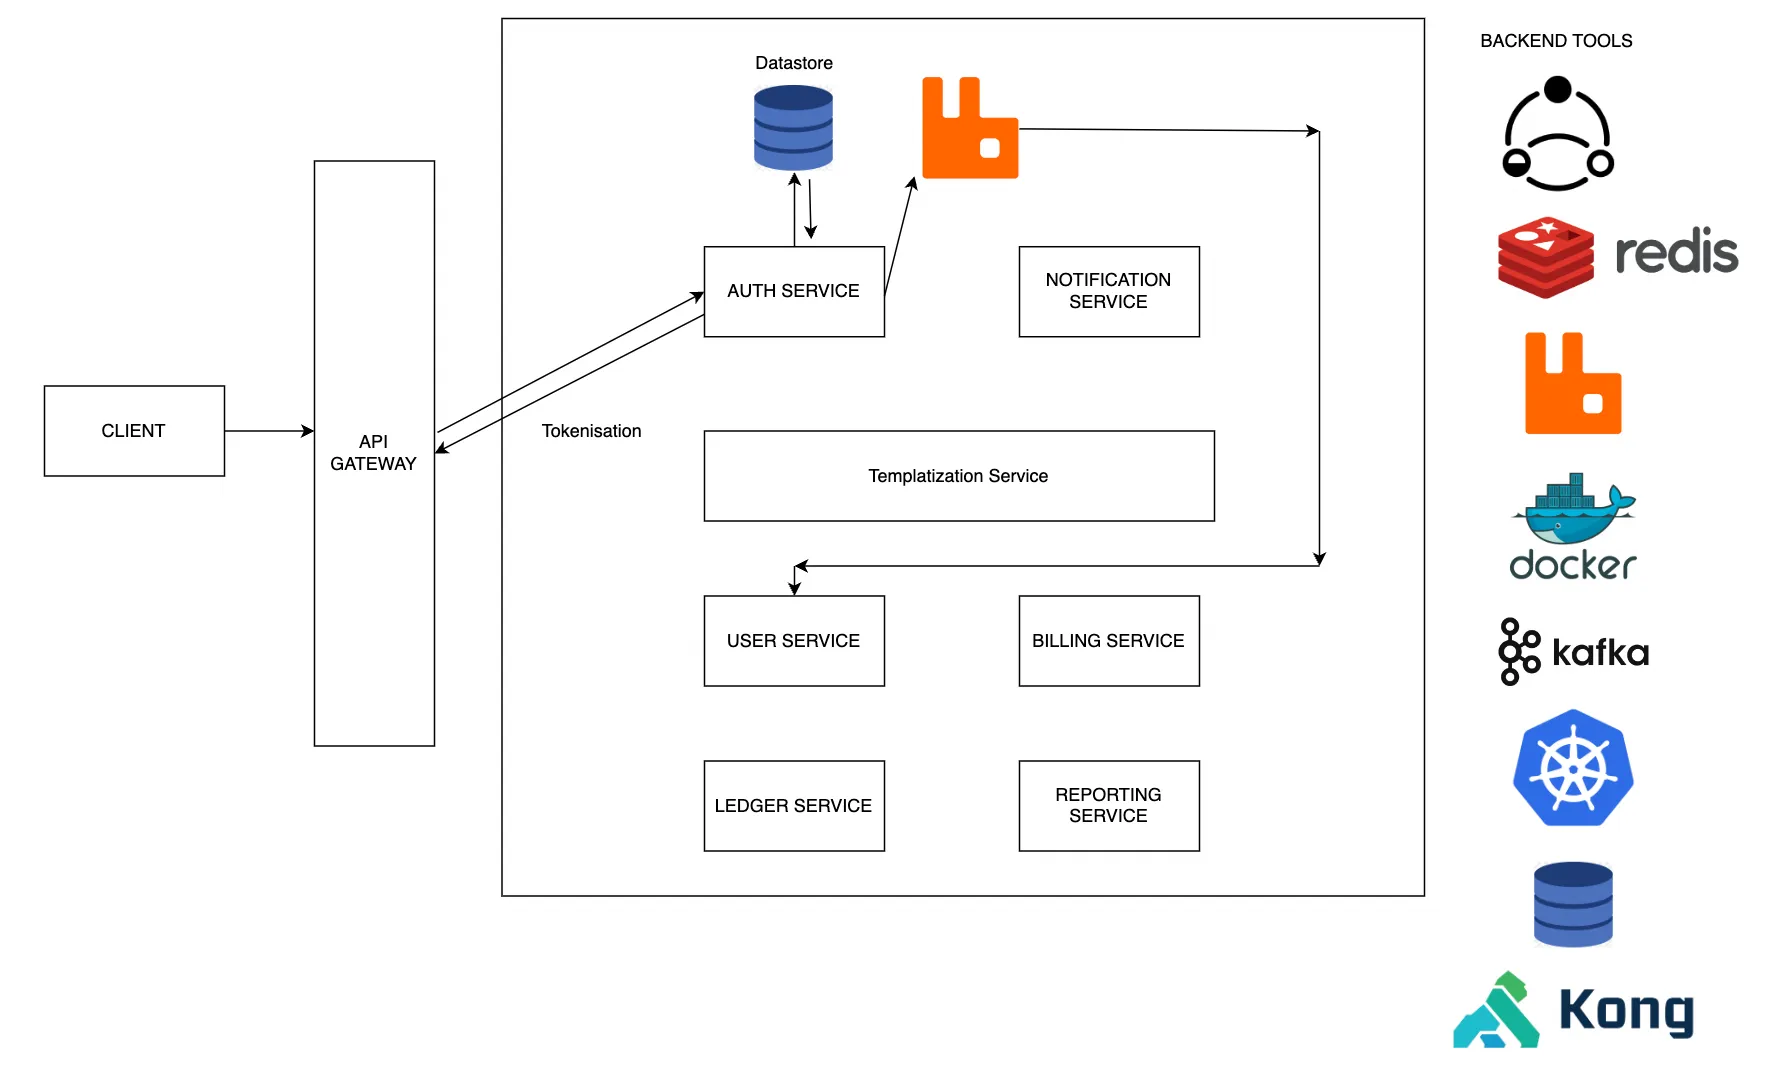 Datastore
BACKEND TOOLS
redis
AUTH SERVICE
NOTIFICATION
SERVICE
CLIENT
API
GATEWAY
Tokenisation
Templatization Service
docker
USER SERVICE
BILLING SERVICE
kafka
LEDGER SERVICE
REPORTING
SERVICE
Kong